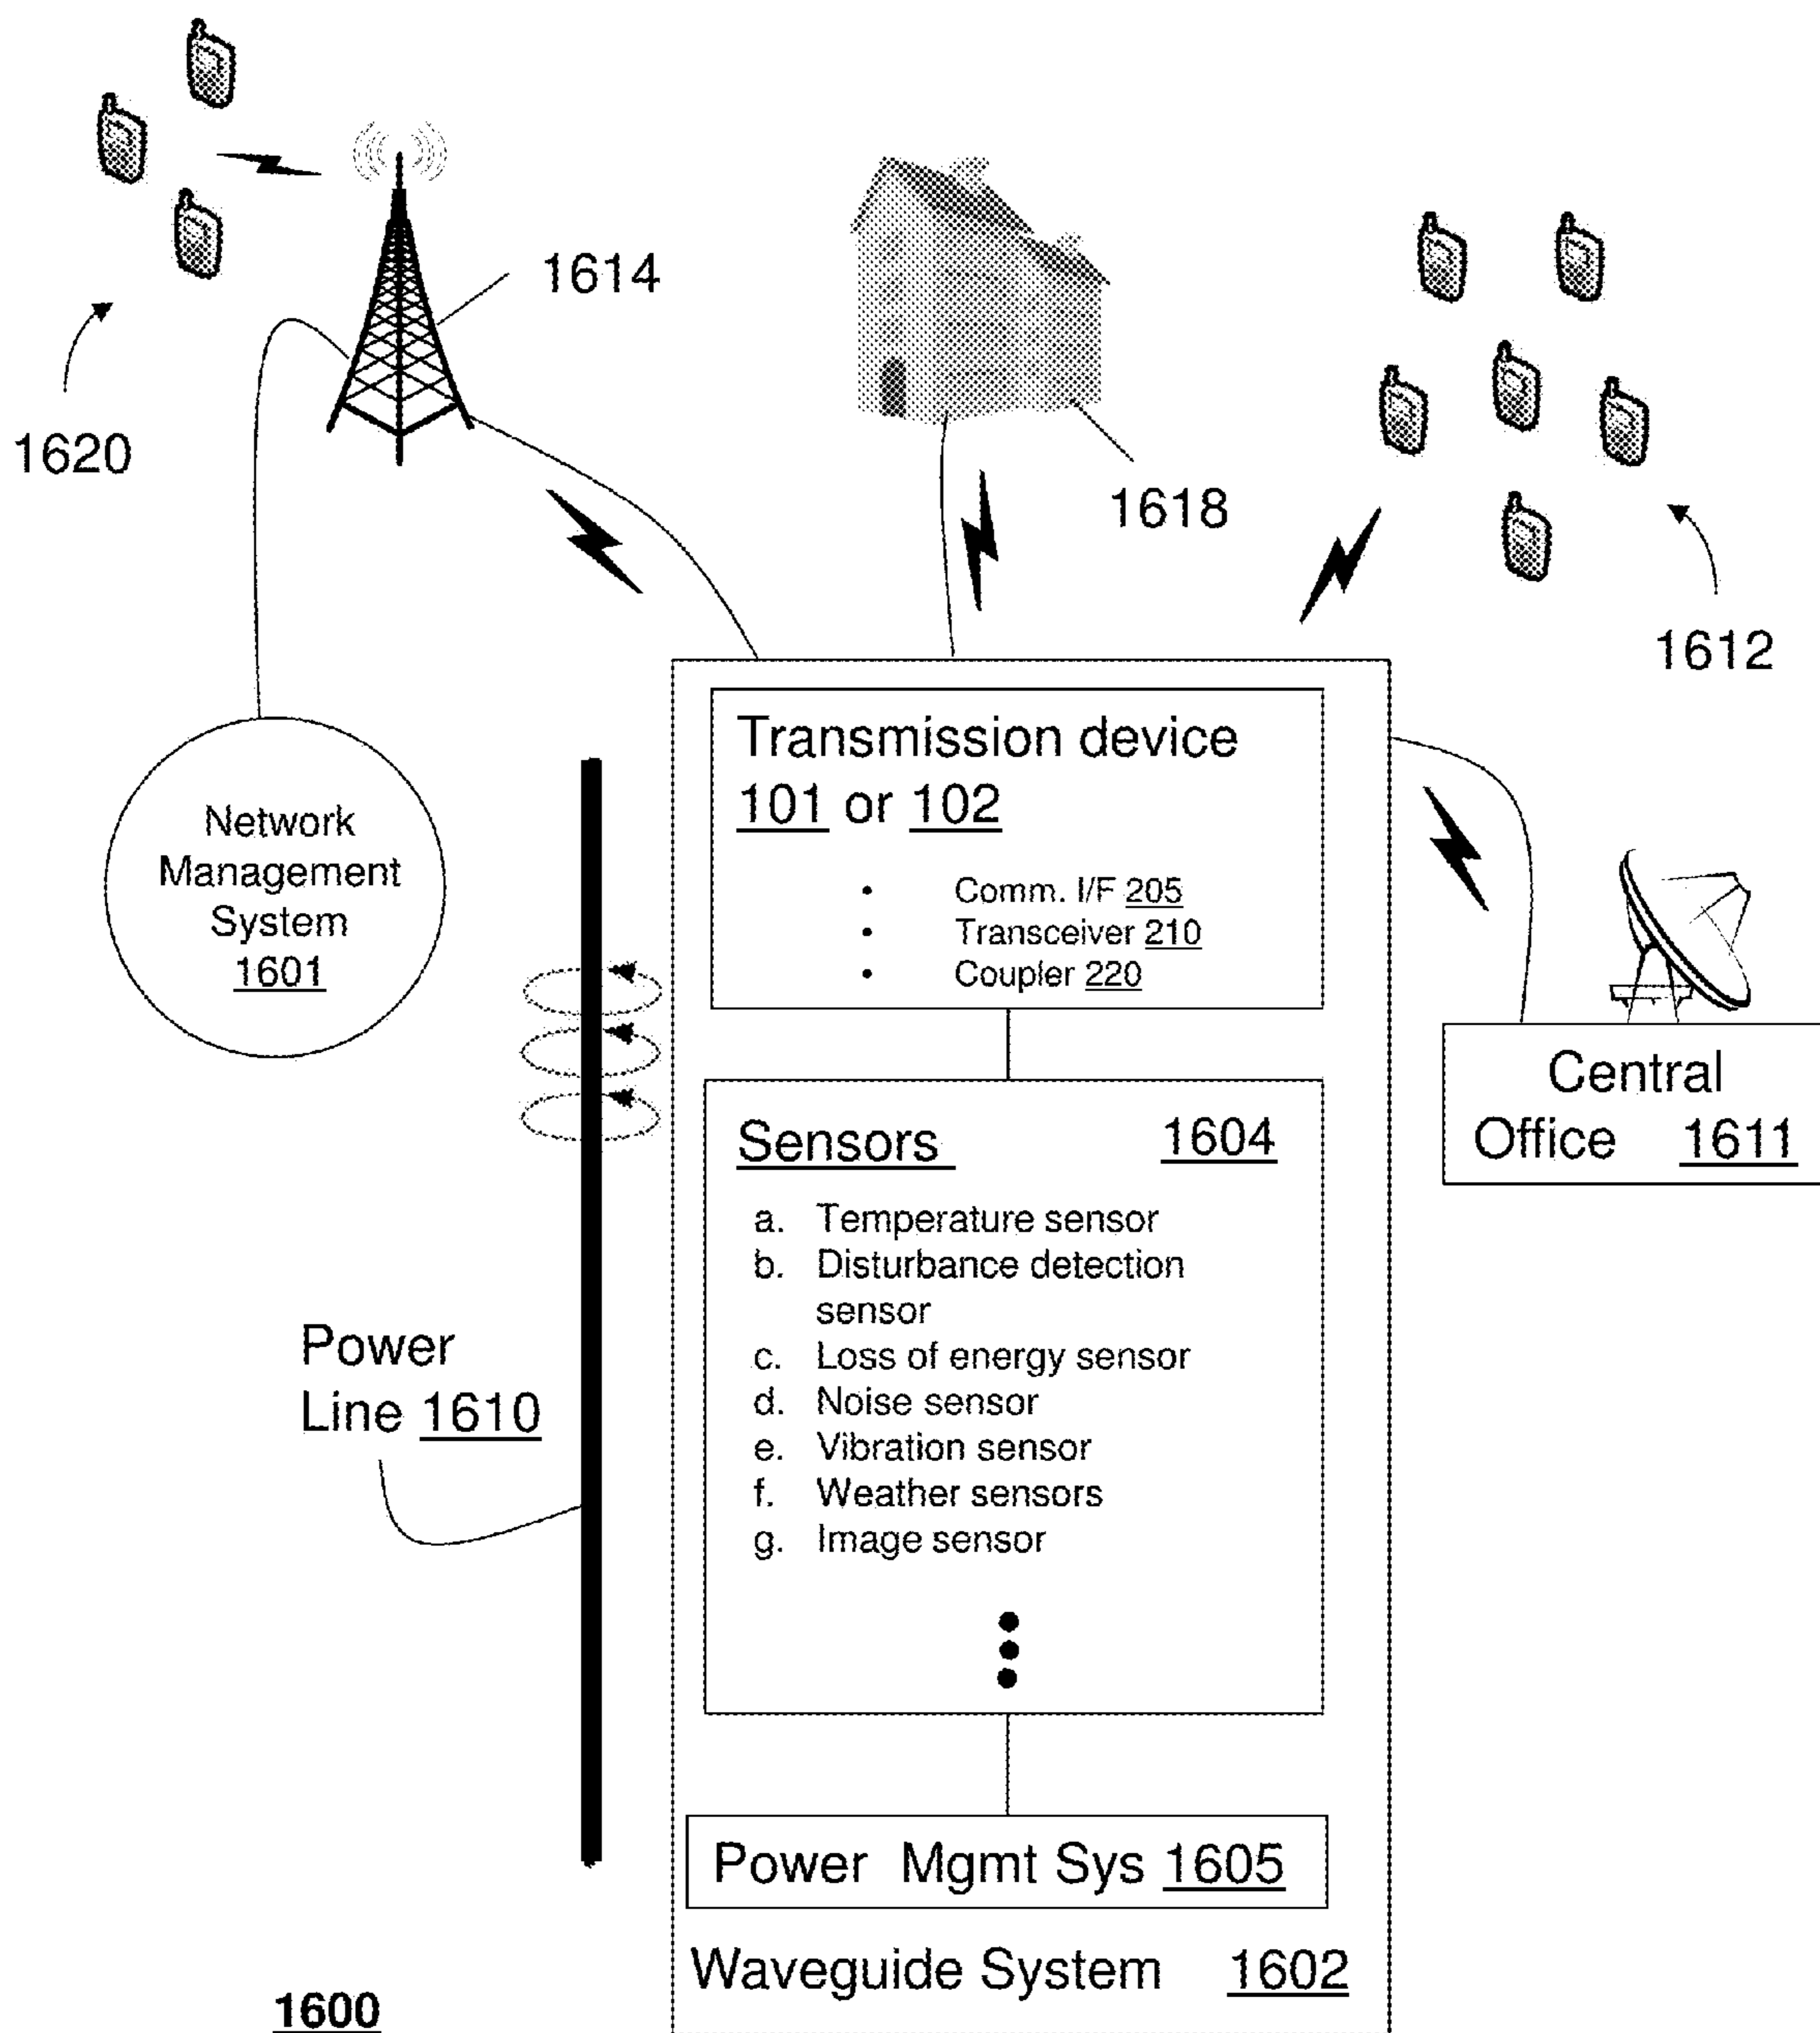 1614
1620
1618
1612
Transmission device
101 or 102
• Comm. I/F 205
• Transceiver 210
• Coupler 220
Network
Management
System
1601
Central
Office 1611
Sensors 1604
a. Temperature sensor
b. Disturbance detection
sensor
c. Loss of energy sensor
d. Noise sensor
e. Vibration sensor
f. Weather sensors
g. Image sensor
Power
Line 1610
Power Mgmt Sys 1605
Waveguide System 1602
1600